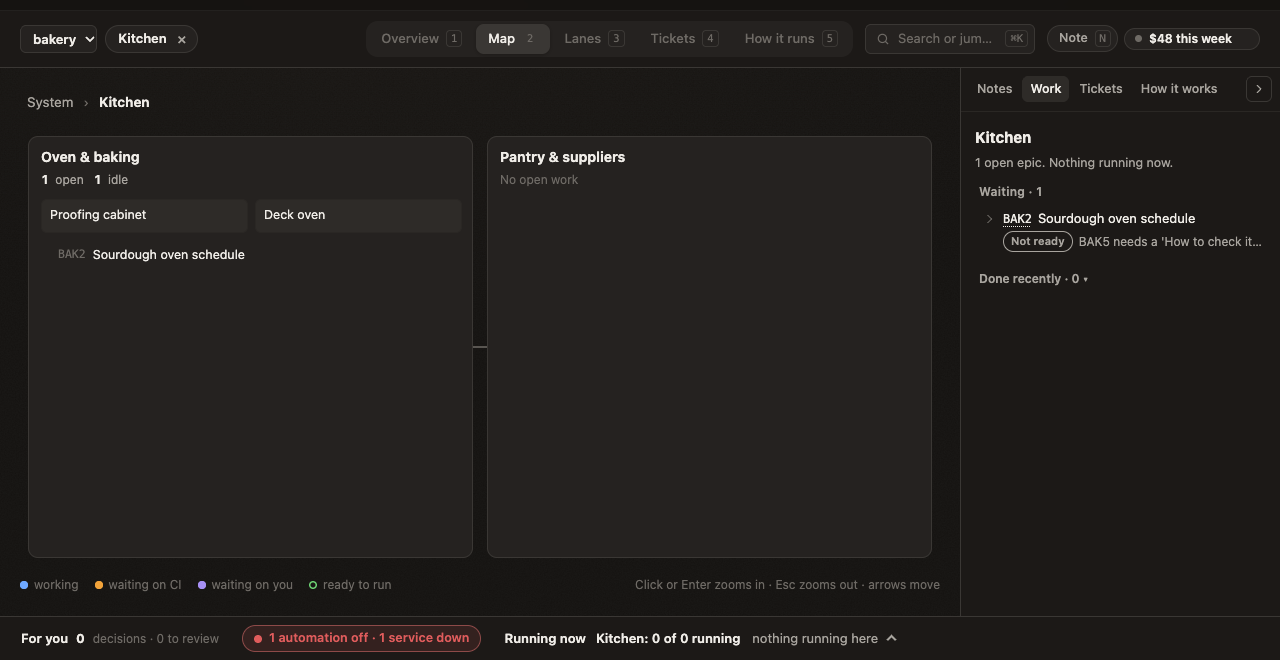 bakery
Kitchen ×
Overview 1
Map 2
Lanes 3
Tickets 4
How it runs 5
Search or jum... ⌘K
Note N
$48 this week
System › Kitchen
Oven & baking
1 open 1 idle
Proofing cabinet
Deck oven
BAK2 Sourdough oven schedule
Pantry & suppliers
No open work
working
waiting on CI
waiting on you
ready to run
Click or Enter zooms in · Esc zooms out · arrows move
Notes
Work
Tickets
How it works
Kitchen
1 open epic. Nothing running now.
Waiting · 1
BAK2 Sourdough oven schedule
Not ready BAK5 needs a 'How to check it...
Done recently · 0 ▾
For you 0 decisions · 0 to review
1 automation off · 1 service down
Running now Kitchen: 0 of 0 running nothing running here